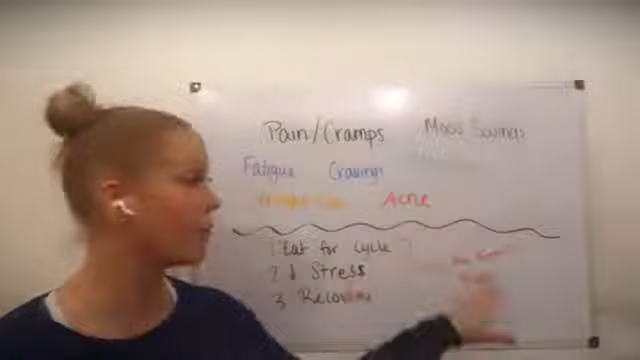 Pain/Cramps Mood Swings
Fatigue Cravings
Acne
1. Eat for Cycle
2 ↓ Stress
3 Recovery